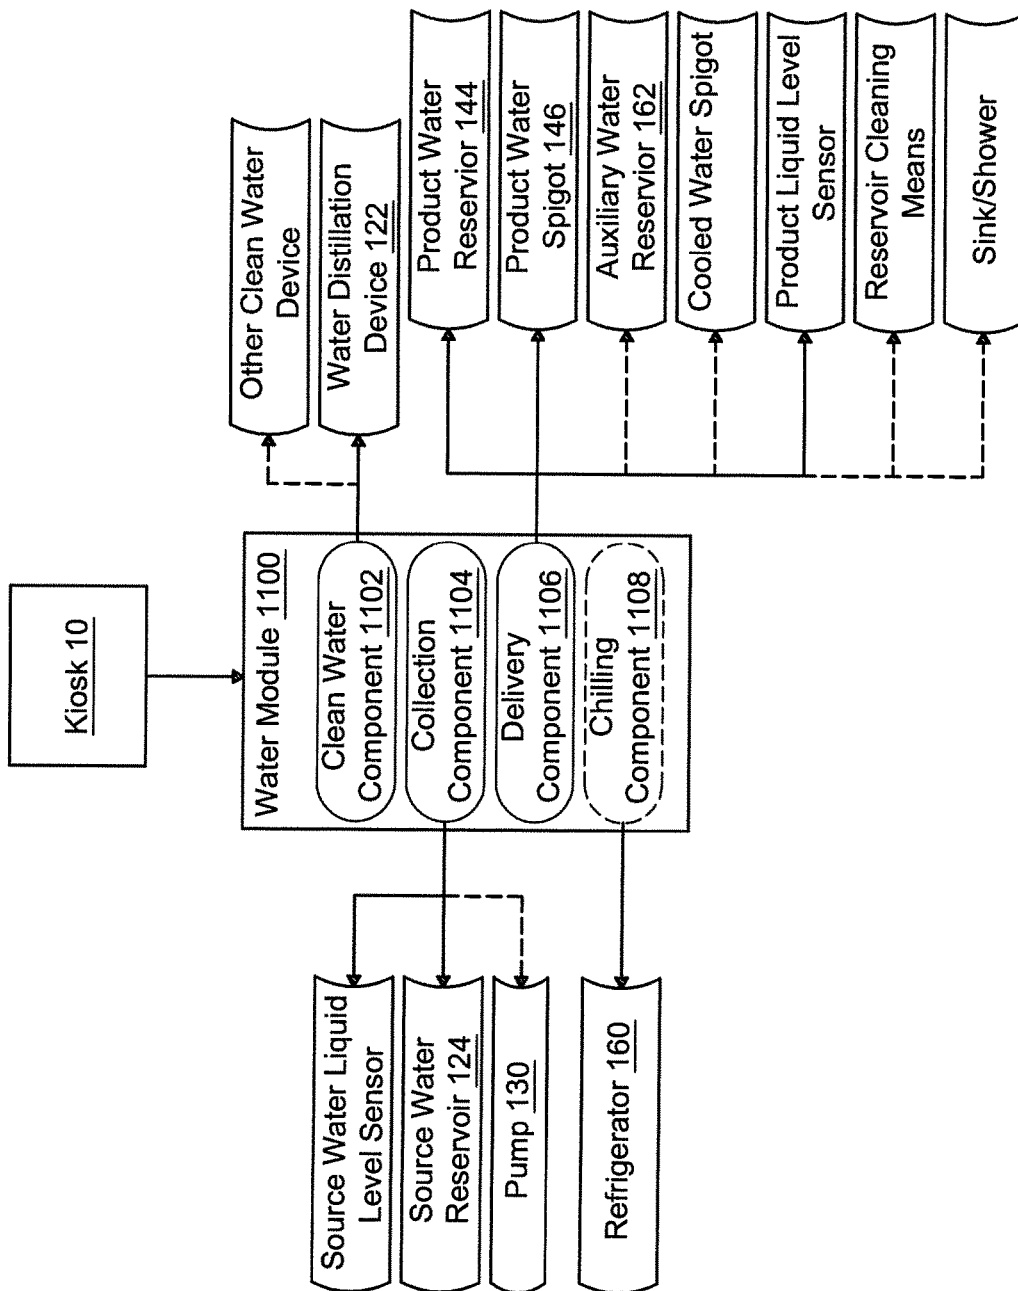 Kiosk 10
Water Module 1100
Clean Water
Component 1102
Collection
Component 1104
Delivery
Component 1106
Chilling
Component 1108
Source Water Liquid
Level Sensor
Source Water
Reservoir 124
Pump 130
Refrigerator 160
Other Clean Water
Device
Water Distillation
Device 122
Product Water
Reservior 144
Product Water
Spigot 146
Auxiliary Water
Reservior 162
Cooled Water Spigot
Product Liquid Level
Sensor
Reservoir Cleaning
Means
Sink/Shower